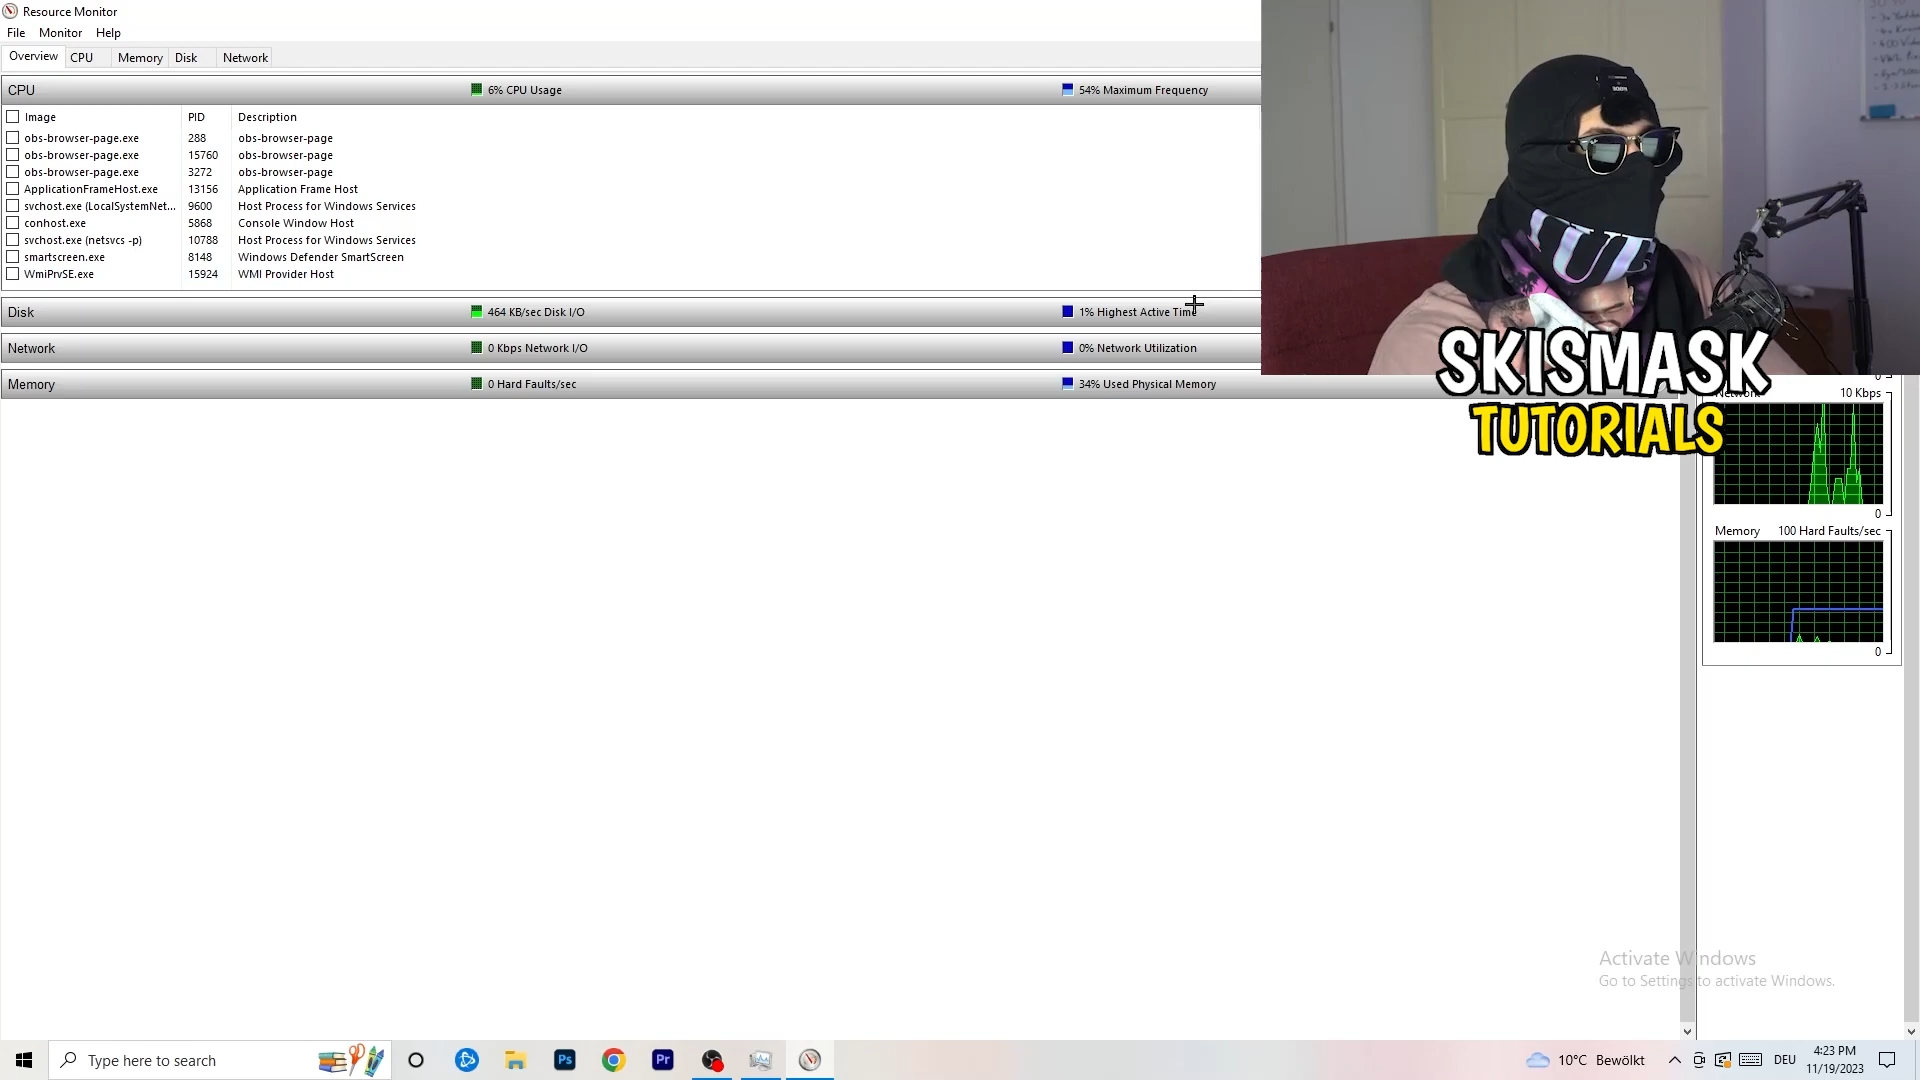 Resource Monitor
File Monitor Help
Overview CPU Memory Disk Network
CPU 6% CPU Usage 54% Maximum Frequency
Image PID Description
obs-browser-page.exe 288 obs-browser-page
obs-browser-page.exe 15760 obs-browser-page
obs-browser-page.exe 3272 obs-browser-page
ApplicationFrameHost.exe 13156 Application Frame Host
svchost.exe (LocalSystemNet... 9600 Host Process for Windows Services
conhost.exe 5868 Console Window Host
svchost.exe (netsvcs -p) 10788 Host Process for Windows Services
smartscreen.exe 8148 Windows Defender SmartScreen
WmiPrvSE.exe 15924 WMI Provider Host
Disk 464 KB/sec Disk I/O 1% Highest Active Time
Network 0 Kbps Network I/O 0% Network Utilization
Memory 0 Hard Faults/sec 34% Used Physical Memory
SKISMASK
TUTORIALS
Network 10 Kbps
0
Memory 100 Hard Faults/sec
0
Activate Windows
Go to Settings to activate Windows.
Type here to search
Ps
Pr
10°C Bewölkt
DEU
4:23 PM
11/19/2023